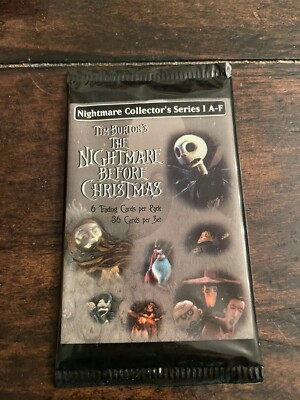 Nightmare Collector's Series I A-F
TIM BURTON'S
THE
NIGHTMARE
BEFORE
CHRISTMAS
6 Trading Cards per Pack
36 Cards per Set